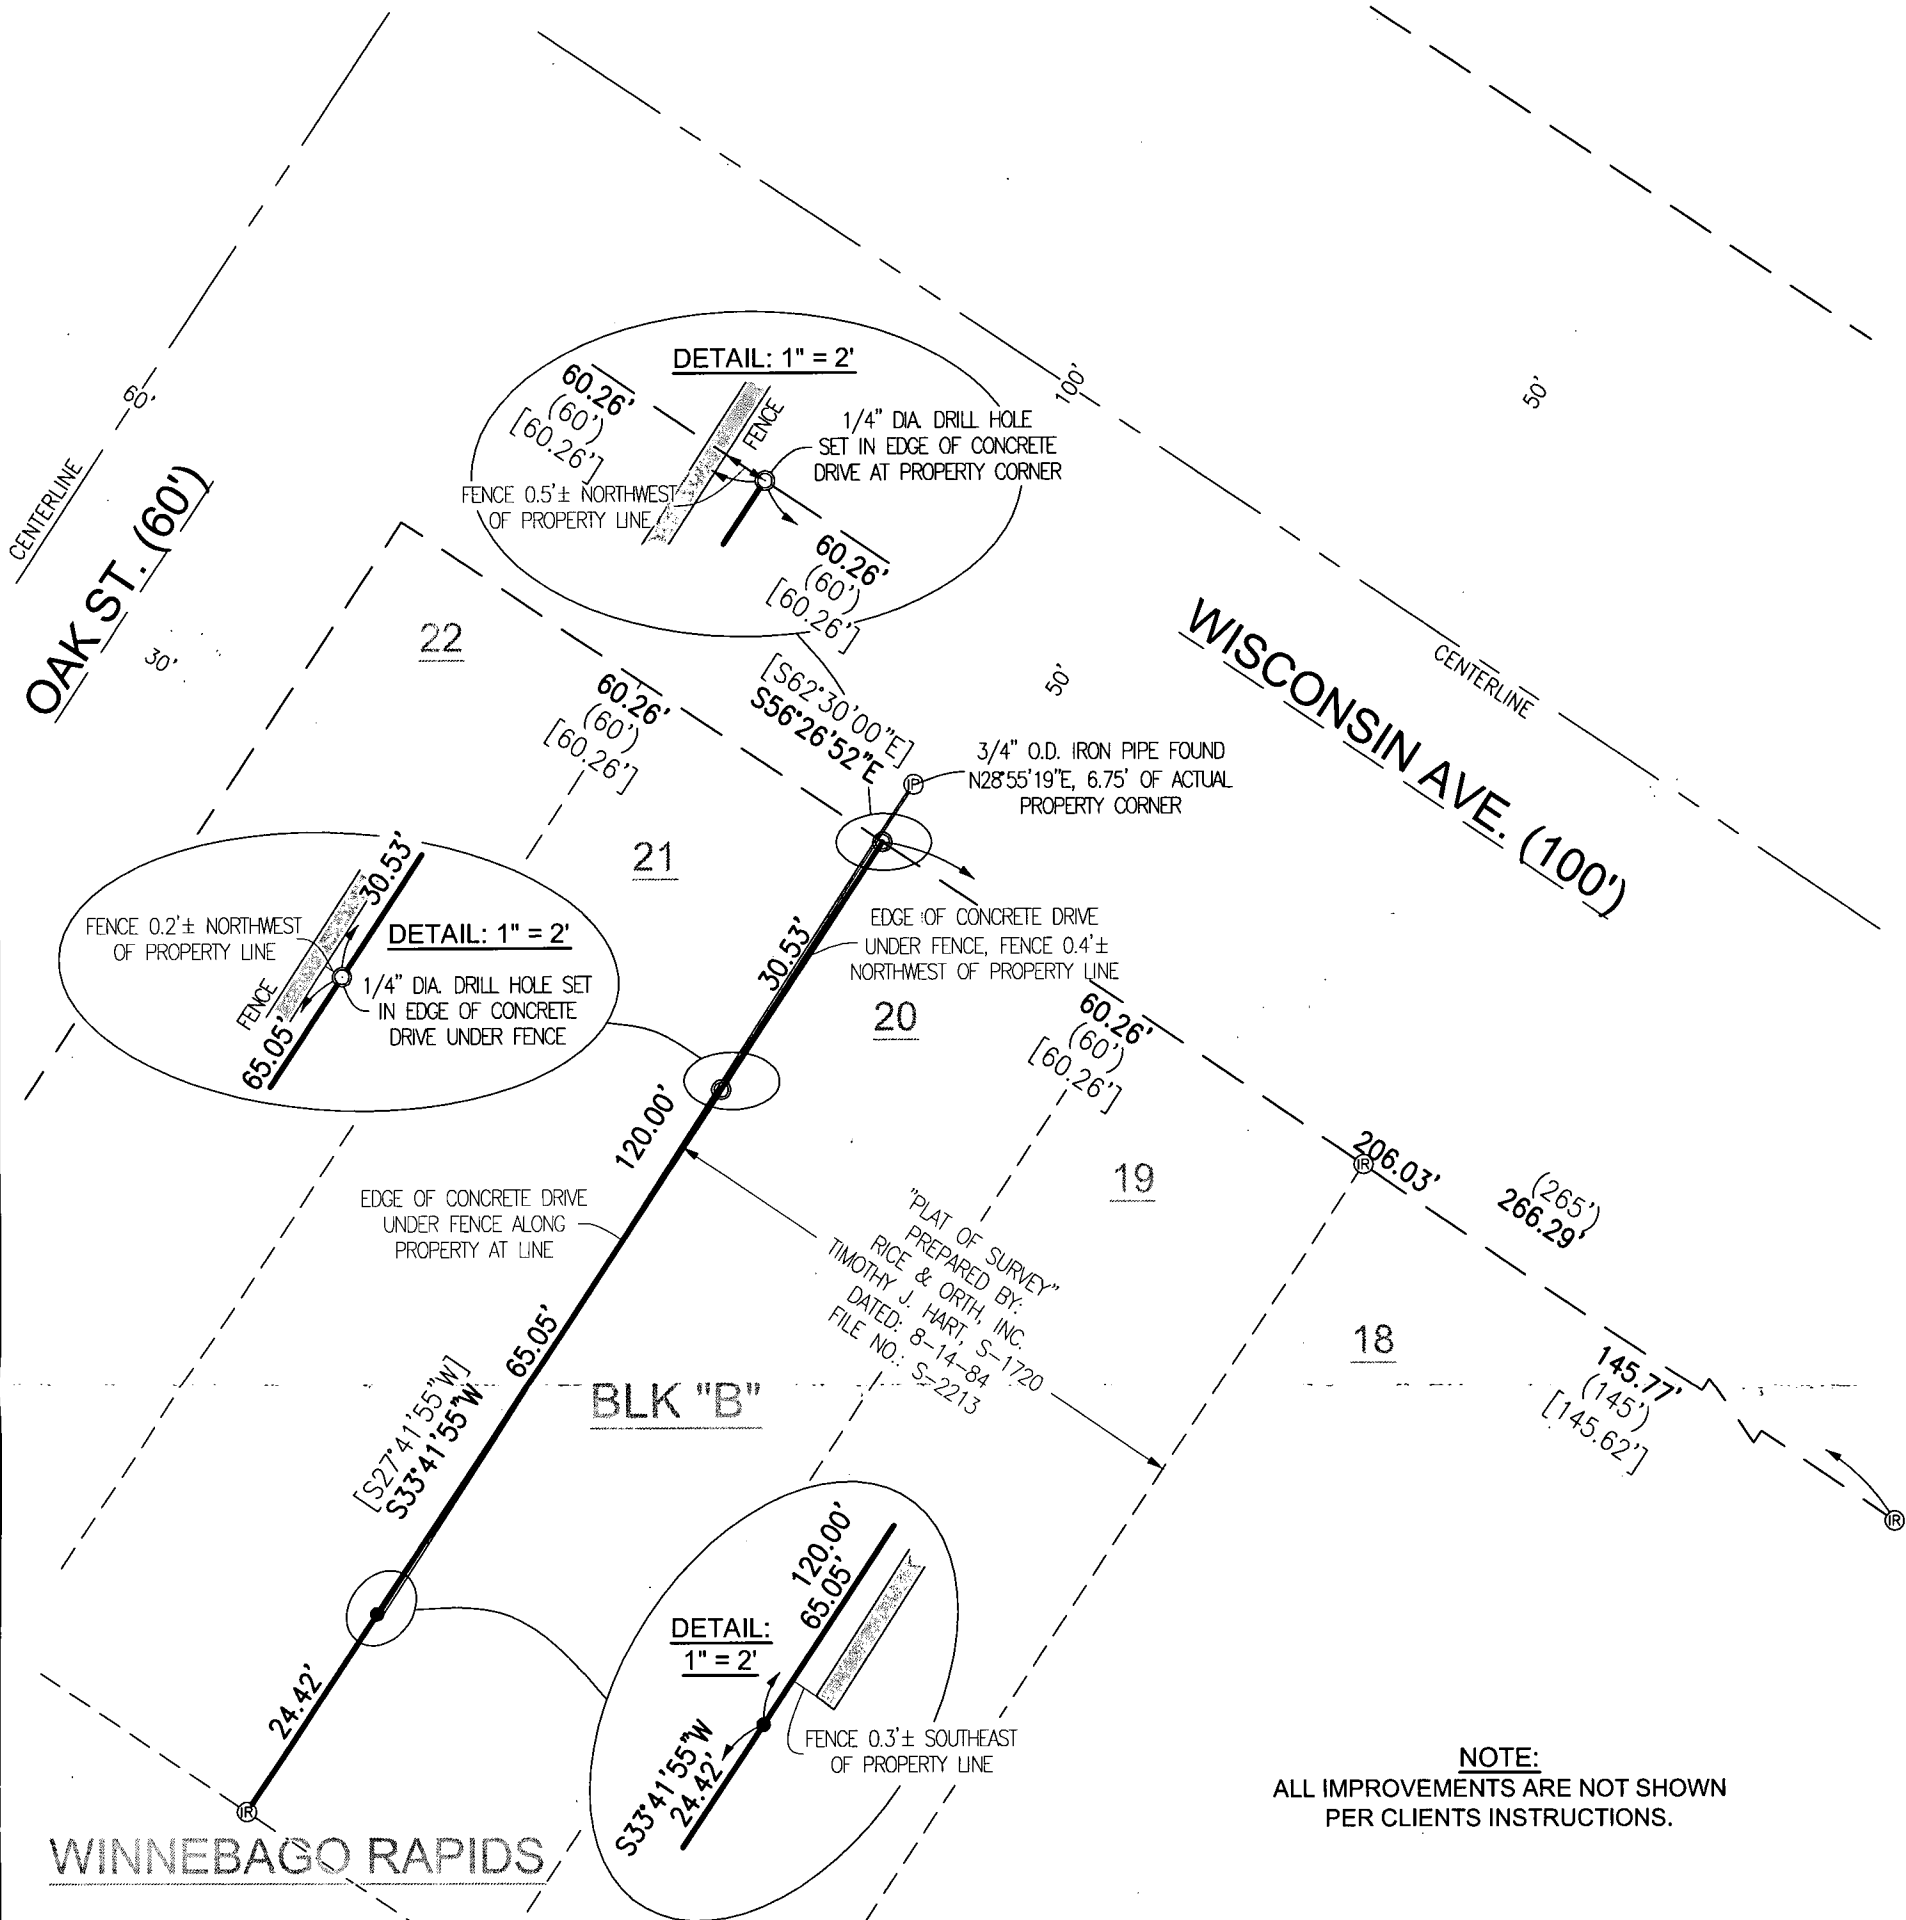 60'
CENTERLINE
OAK ST. (60')
30'
DETAIL: 1" = 2'
60.26'
(60')
[60.26']
FENCE
1/4" DIA. DRILL HOLE
SET IN EDGE OF CONCRETE
DRIVE AT PROPERTY CORNER
FENCE 0.5'± NORTHWEST
OF PROPERTY LINE
60.26'
(60')
[60.26']
100'
50'
50'
WISCONSIN AVE. (100')
CENTERLINE
22
60.26'
(60')
[60.26']
[S62°30'00"E]
S56°26'52"E
3/4" O.D. IRON PIPE FOUND
N28°55'19"E, 6.75' OF ACTUAL
PROPERTY CORNER
IP
21
30.53'
EDGE OF CONCRETE DRIVE
UNDER FENCE, FENCE 0.4'±
NORTHWEST OF PROPERTY LINE
FENCE 0.2'± NORTHWEST
OF PROPERTY LINE
30.53'
DETAIL: 1" = 2'
1/4" DIA. DRILL HOLE SET
IN EDGE OF CONCRETE
DRIVE UNDER FENCE
FENCE
65.05'
20
60.26'
(60')
[60.26']
120.00'
19
206.03'
IR
(265')
266.29'
EDGE OF CONCRETE DRIVE
UNDER FENCE ALONG
PROPERTY AT LINE
"PLAT OF SURVEY"
PREPARED BY:
RICE & ORTH, INC.
TIMOTHY J. HART, S-1720
DATED: 8-14-84
FILE NO.: S-2213
65.05'
18
145.77'
(145')
[145.62']
IR
BLK "B"
[S27°41'55"W]
S33°41'55"W
120.00'
65.05'
DETAIL:
1" = 2'
24.42'
S33°41'55"W
24.42'
FENCE 0.3'± SOUTHEAST
OF PROPERTY LINE
IR
WINNEBAGO RAPIDS
NOTE:
ALL IMPROVEMENTS ARE NOT SHOWN
PER CLIENTS INSTRUCTIONS.